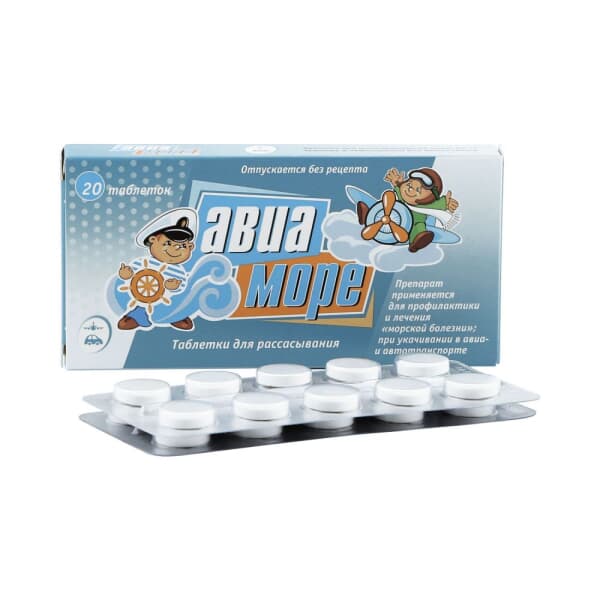 Отпускается без рецепта
20 таблеток
авиа
море
Препарат
применяется
для профилактики
и лечения
«морской болезни»;
при укачивании в авиа-
и автотранспорте
Таблетки для рассасывания